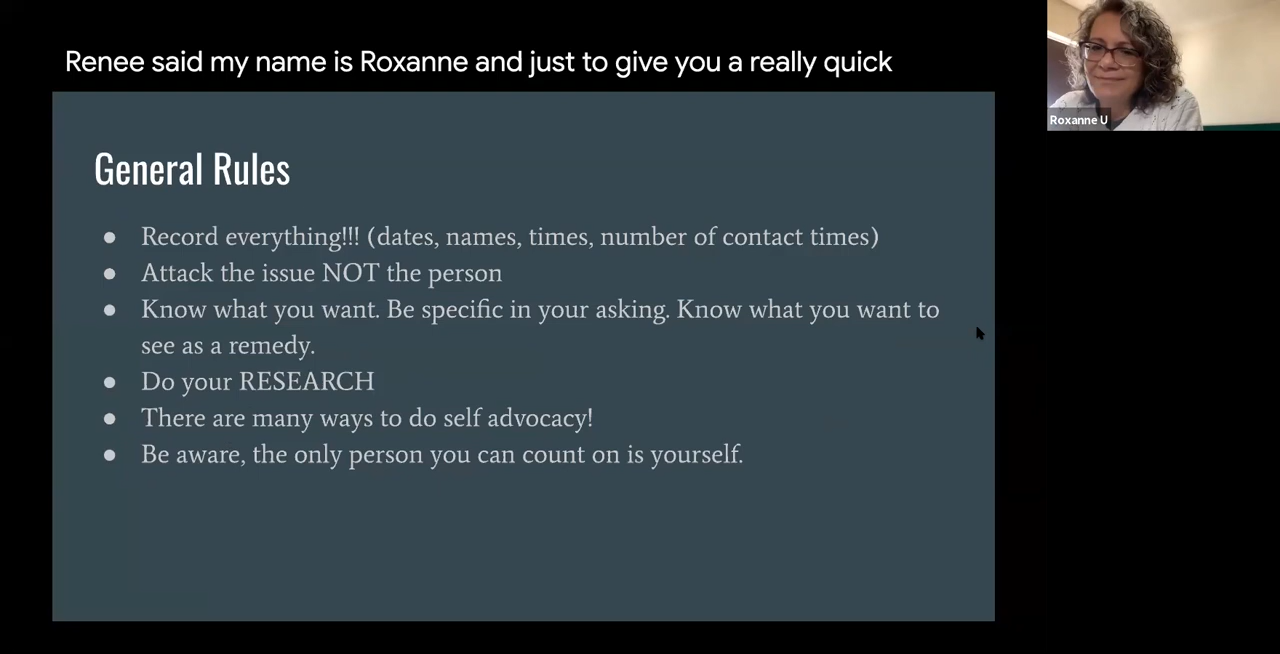 Renee said my name is Roxanne and just to give you a really quick
Roxanne U
General Rules
● Record everything!!! (dates, names, times, number of contact times)
● Attack the issue NOT the person
● Know what you want. Be specific in your asking. Know what you want to
see as a remedy.
● Do your RESEARCH
● There are many ways to do self advocacy!
● Be aware, the only person you can count on is yourself.